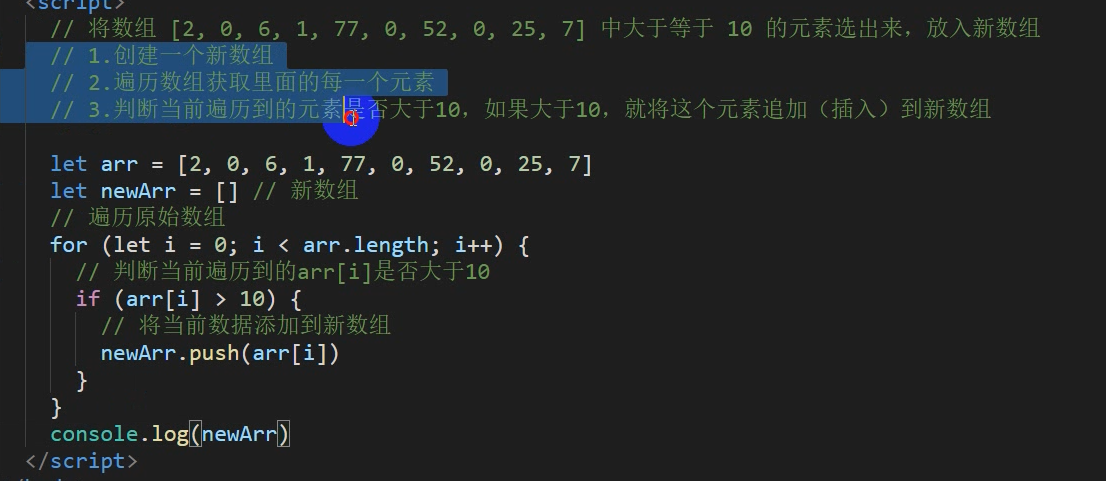 <script>
// 将数组 [2, 0, 6, 1, 77, 0, 52, 0, 25, 7] 中大于等于 10 的元素选出来，放入新数组
// 1.创建一个新数组
// 2.遍历数组获取里面的每一个元素
// 3.判断当前遍历到的元素是否大于10，如果大于10，就将这个元素追加（插入）到新数组
let arr = [2, 0, 6, 1, 77, 0, 52, 0, 25, 7]
let newArr = [] // 新数组
// 遍历原始数组
for (let i = 0; i < arr.length; i++) {
// 判断当前遍历到的arr[i]是否大于10
if (arr[i] > 10) {
// 将当前数据添加到新数组
newArr.push(arr[i])
}
}
console.log(newArr)
</script>